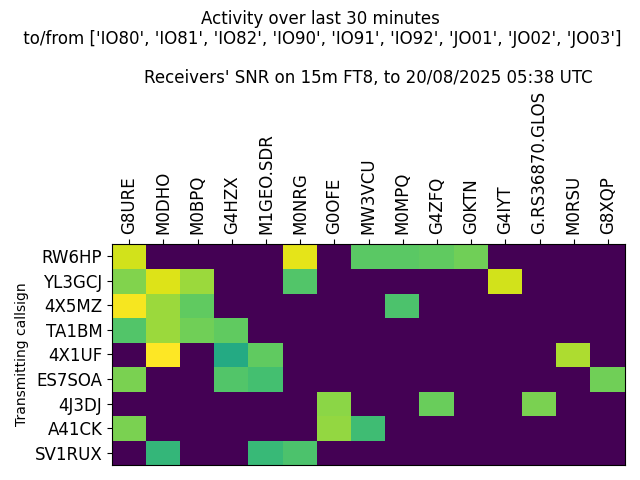 Activity over last 30 minutes
to/from ['IO80', 'IO81', 'IO82', 'IO90', 'IO91', 'IO92', 'JO01', 'JO02', 'JO03']
Receivers' SNR on 15m FT8, to 20/08/2025 05:38 UTC
G8URE
M0DHO
M0BPQ
G4HZX
M1GEO.SDR
M0NRG
G0OFE
MW3VCU
M0MPQ
G4ZFQ
G0KTN
G4IYT
G.RS36870.GLOS
M0RSU
G8XQP
Transmitting callsign
RW6HP
YL3GCJ
4X5MZ
TA1BM
4X1UF
ES7SOA
4J3DJ
A41CK
SV1RUX